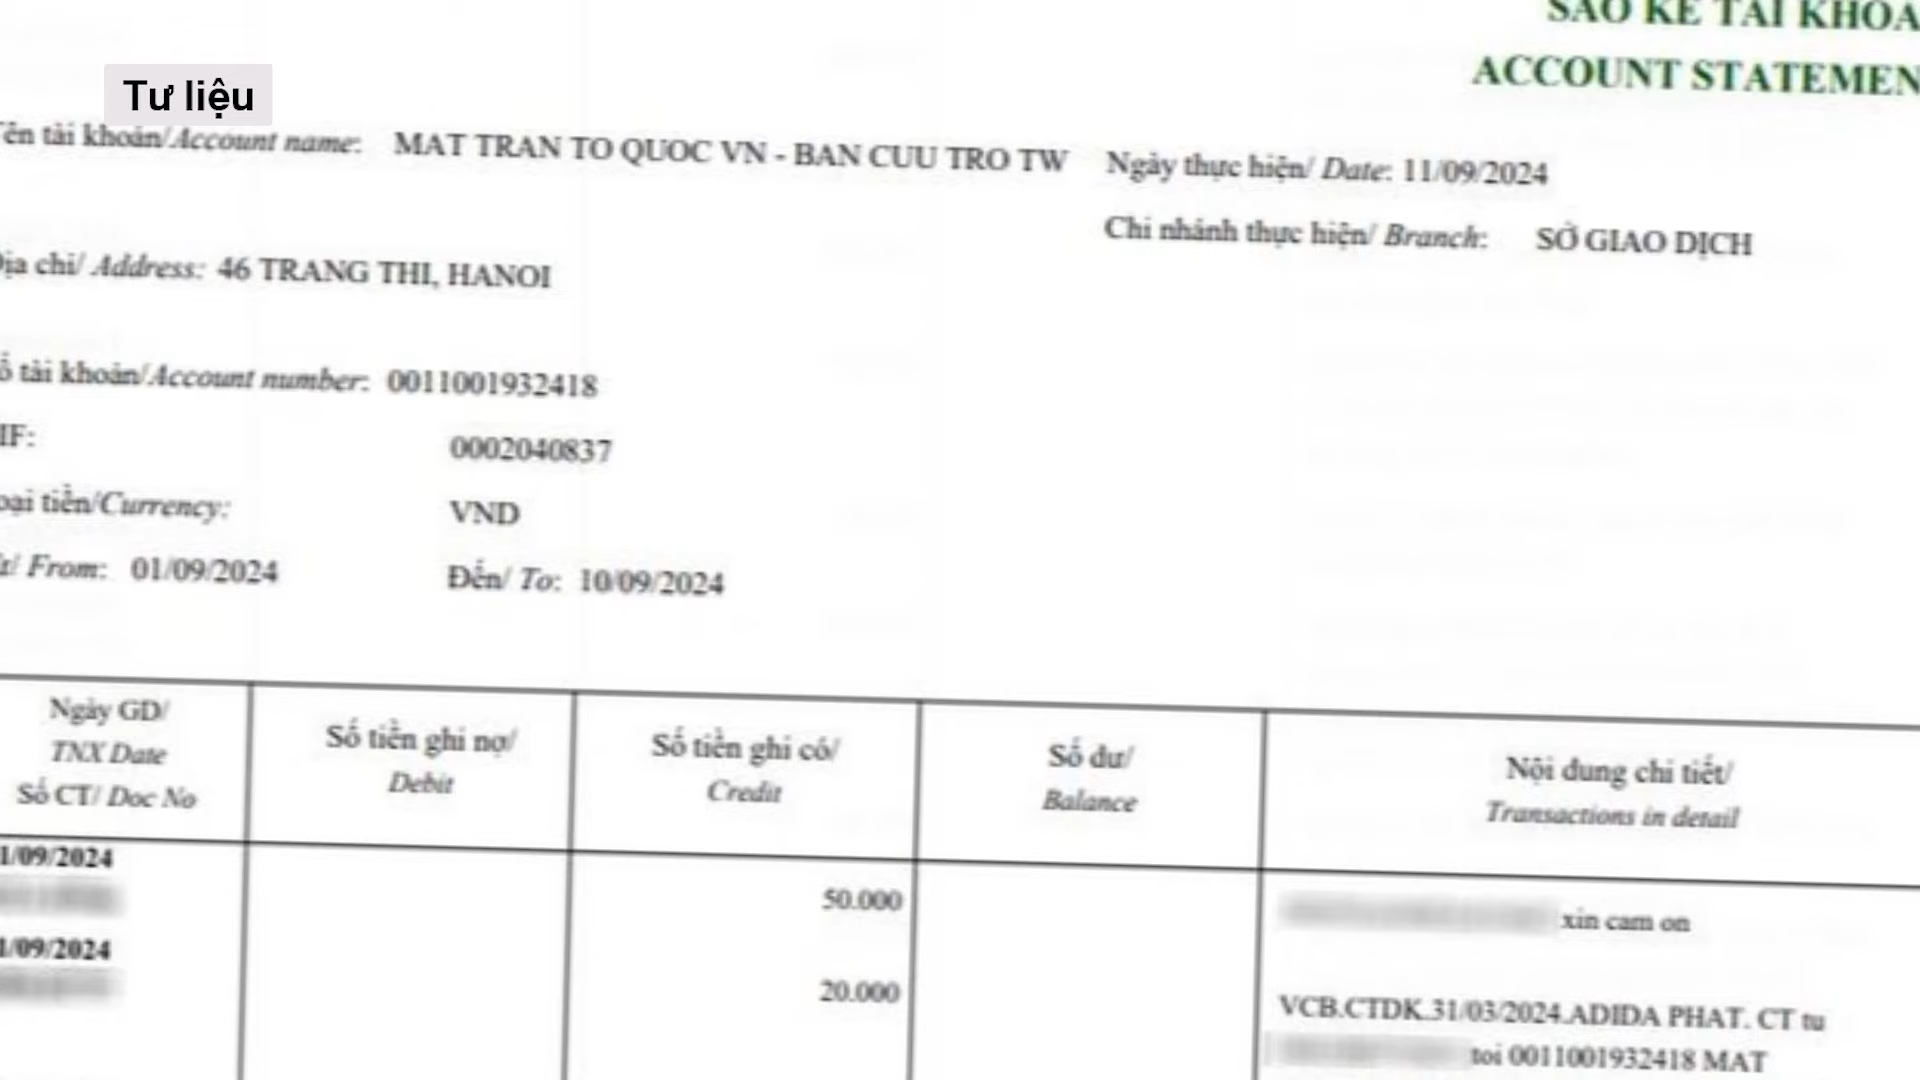 SAO KÊ TÀI KHOẢ
ACCOUNT STATEMEN
Tư liệu
Tên tài khoản/Account name: MAT TRAN TO QUOC VN - BAN CUU TRO TW
Ngày thực hiện/ Date: 11/09/2024
Chi nhánh thực hiện/ Branch: SỞ GIAO DỊCH
Địa chỉ/ Address: 46 TRANG THI, HANOI
ố tài khoản/Account number: 0011001932418
IF: 0002040837
oại tiền/Currency: VND
From: 01/09/2024 Đến/ To: 10/09/2024
Ngày GD/
TNX Date
Số CT/ Doc No
Số tiền ghi nợ/
Debit
Số tiền ghi có/
Credit
Số dư/
Balance
Nội dung chi tiết/
Transactions in detail
1/09/2024
50.000
xin cam on
1/09/2024
20.000
VCB.CTDK.31/03/2024.ADIDA PHAT. CT tu
toi 0011001932418 MAT